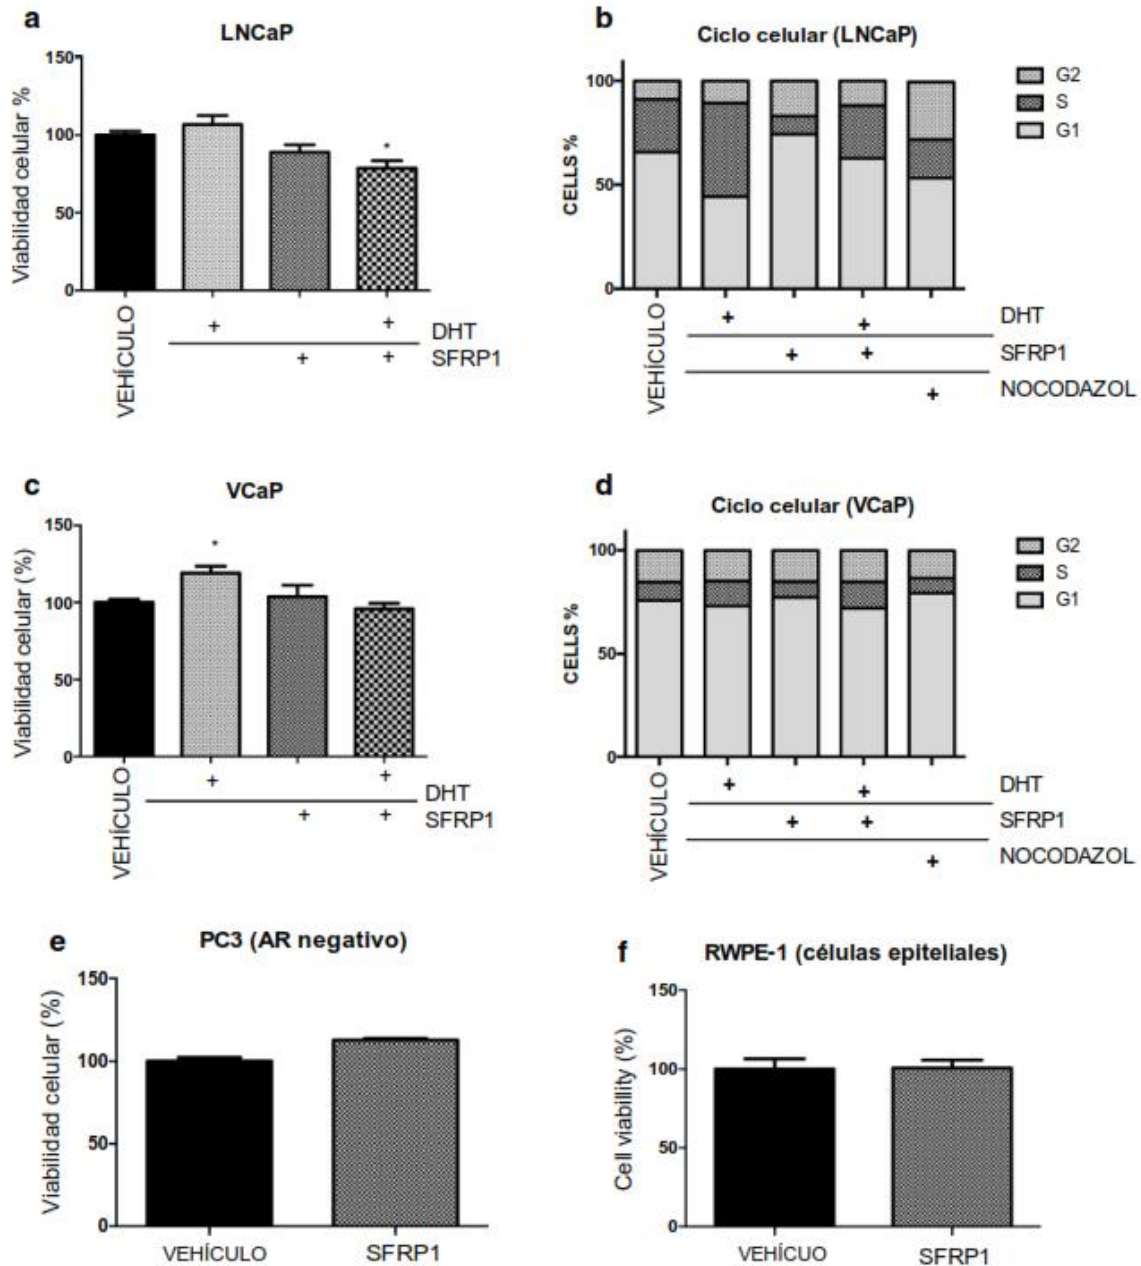 a
LNCaP
Viabilidad celular %
150
100
50
0
*
VEHÍCULO
+ + DHT
+ + SFRP1
b
Ciclo celular (LNCaP)
CELLS %
100
50
0
G2
S
G1
VEHÍCULO
+ + DHT
+ + SFRP1
+ NOCODAZOL
c
VCaP
Viabilidad celular (%)
150
100
50
0
*
VEHÍCULO
+ + DHT
+ + SFRP1
d
Ciclo celular (VCaP)
CELLS %
100
50
0
G2
S
G1
VEHÍCULO
+ + DHT
+ + SFRP1
+ NOCODAZOL
e
PC3 (AR negativo)
Viabilidad celular (%)
150
100
50
0
VEHÍCULO SFRP1
f
RWPE-1 (células epiteliales)
Cell viabillity (%)
150
100
50
0
VEHÍCUO SFRP1